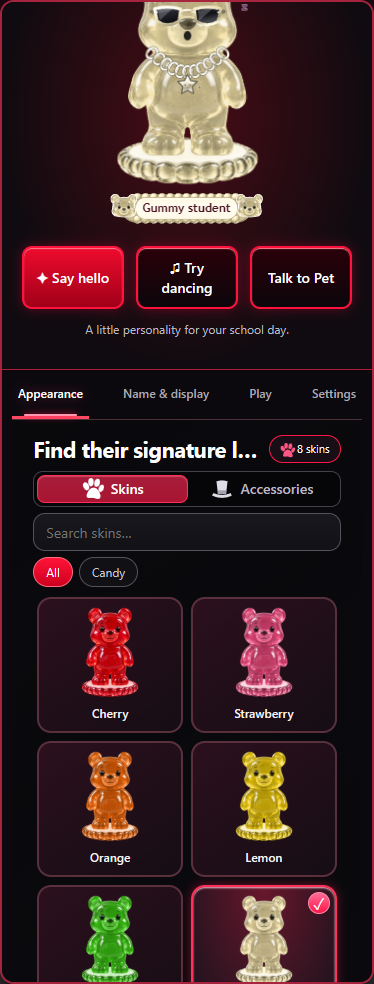 Gummy student
✦ Say hello
♫ Try
dancing
Talk to Pet
A little personality for your school day.
Appearance
Name & display
Play
Settings
Find their signature l...
8 skins
Skins
Accessories
Search skins...
All
Candy
Cherry
Strawberry
Orange
Lemon